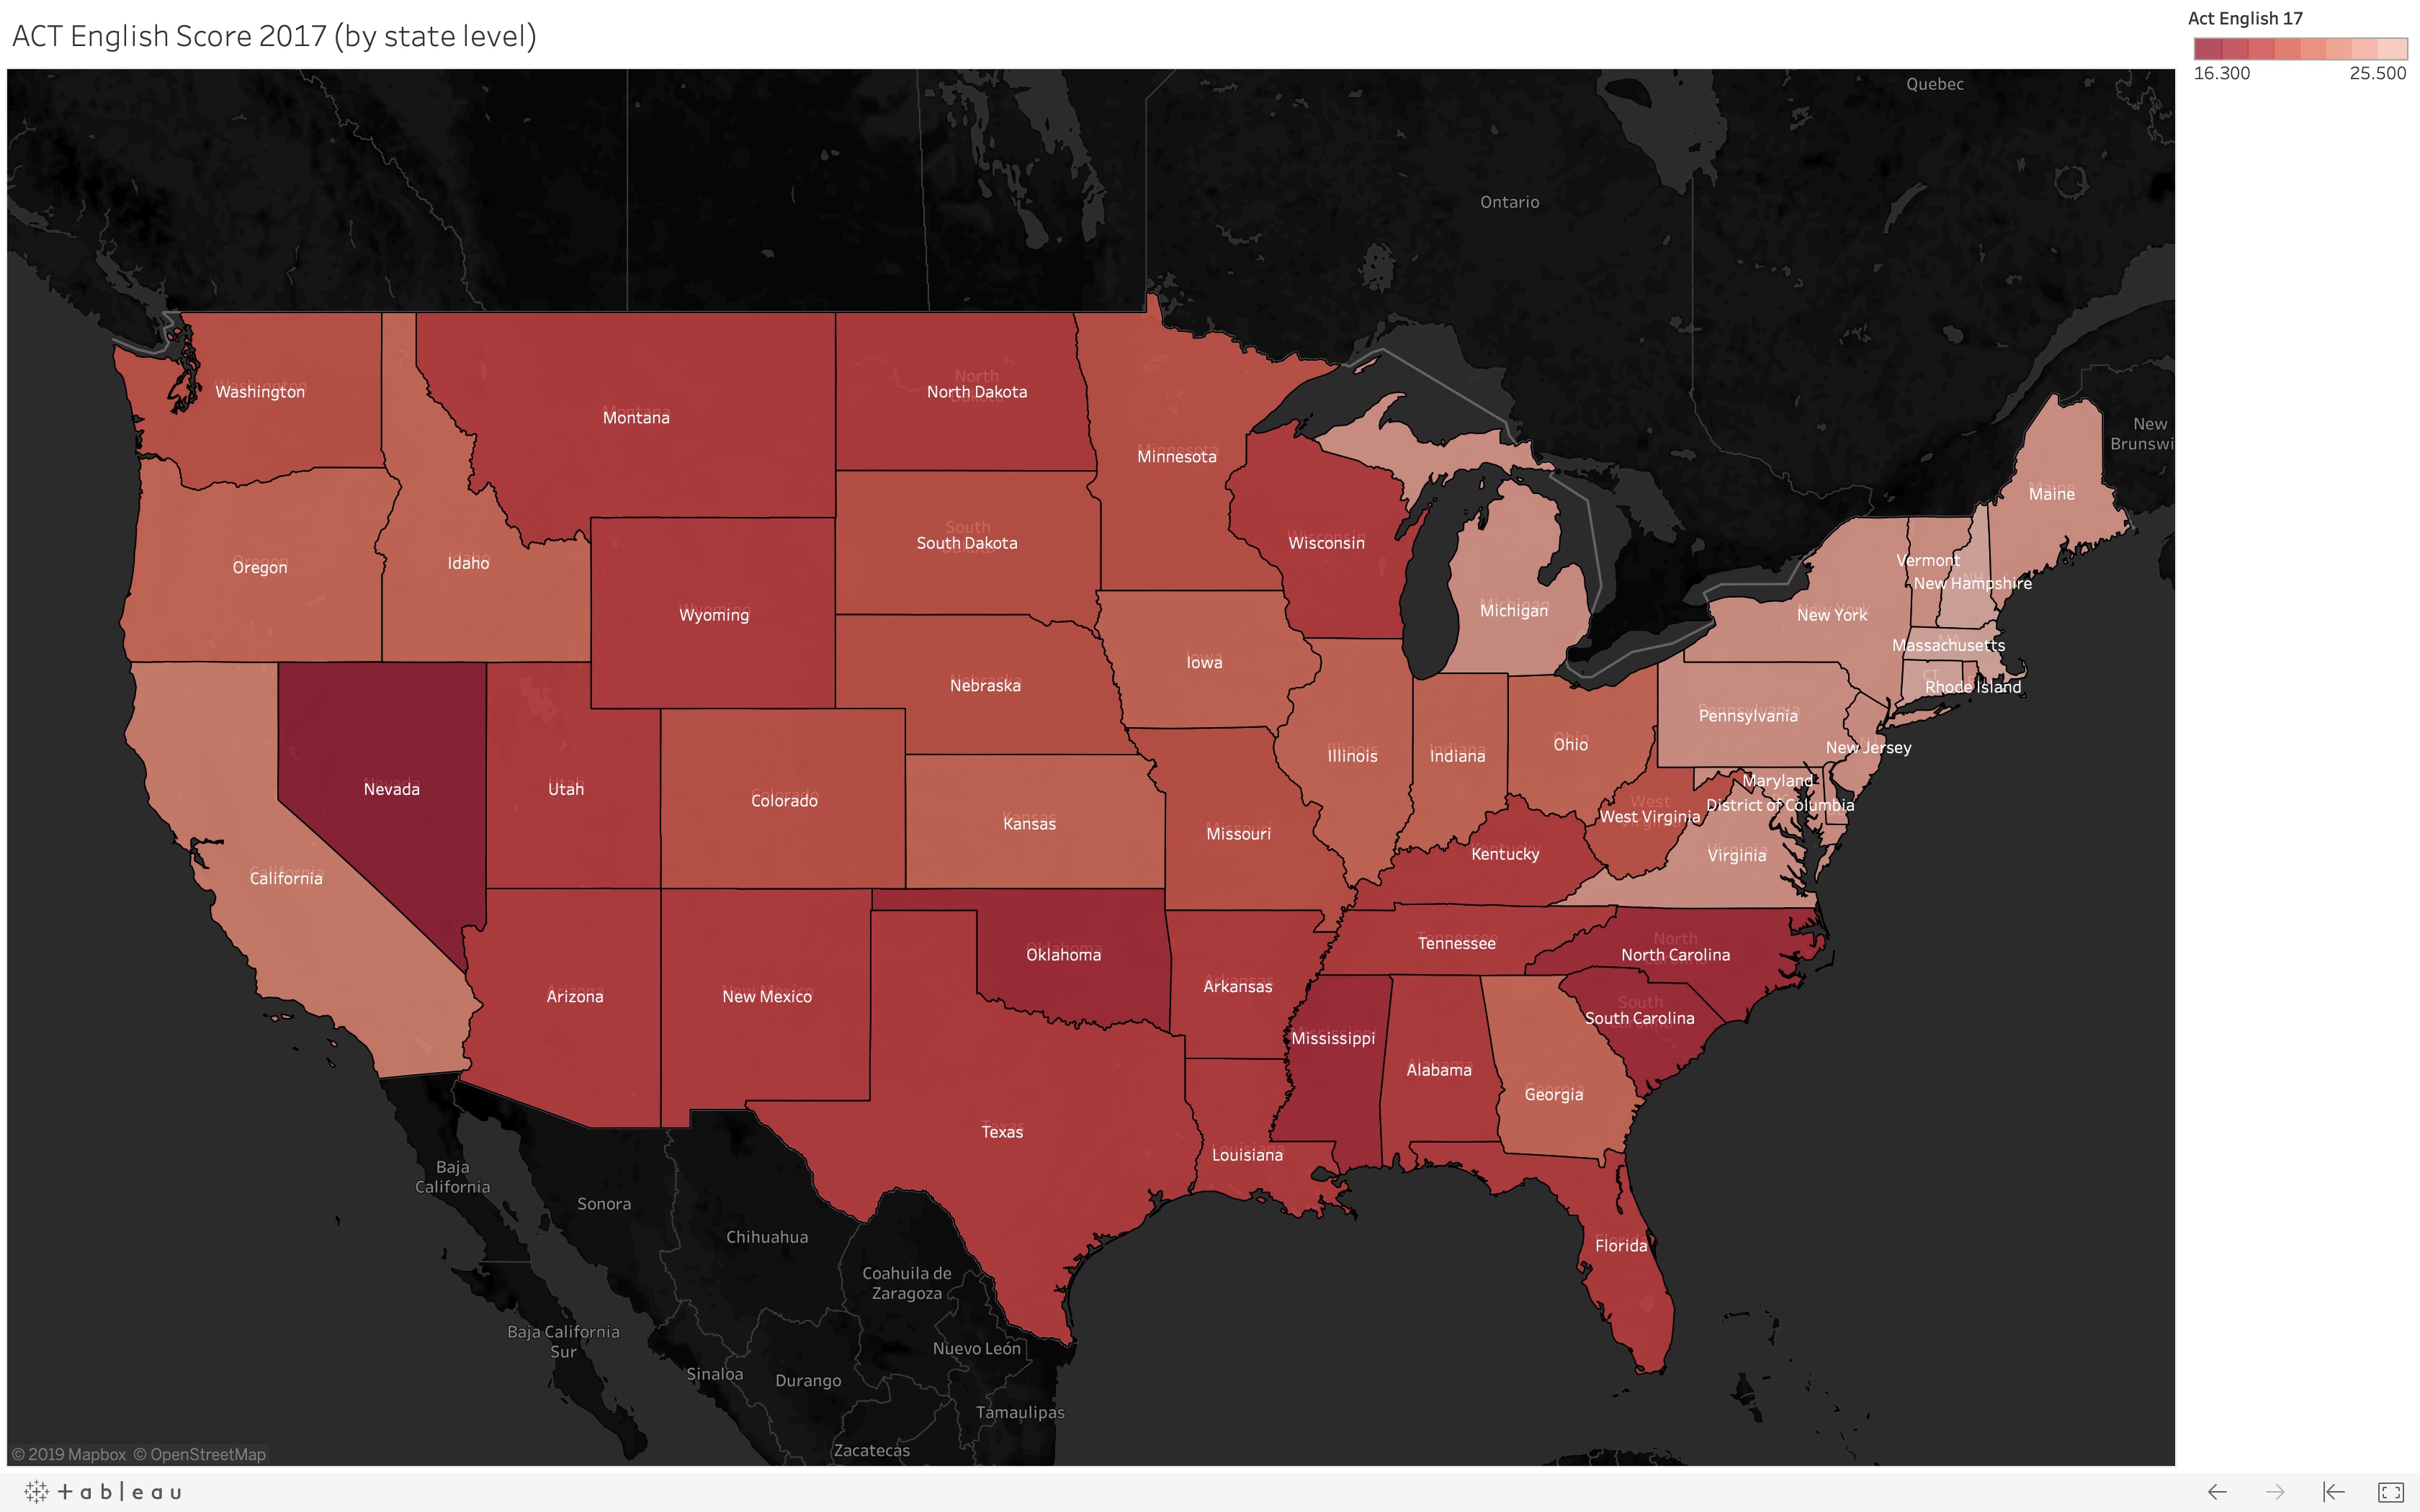 ACT English Score 2017 (by state level)
Act English 17
16.300
25.500
Quebec
Ontario
New
Brunswi
Washington
Montana
North Dakota
Minnesota
Maine
Oregon
Idaho
South Dakota
Wisconsin
Michigan
Vermont
New Hampshire
Wyoming
New York
Massachusetts
CT
Iowa
Nebraska
Rhode Island
Pennsylvania
Illinois
Indiana
Ohio
New Jersey
Nevada
Utah
Colorado
Kansas
Missouri
Maryland
District of Columbia
West Virginia
Virginia
California
Kentucky
Tennessee
Oklahoma
North Carolina
Arizona
New Mexico
Arkansas
South Carolina
Mississippi
Alabama
Georgia
Texas
Louisiana
Florida
Baja
California
Sonora
Chihuahua
Coahuila de
Zaragoza
Baja California
Sur
Nuevo León
Sinaloa
Durango
Tamaulipas
Zacatecas
© 2019 Mapbox © OpenStreetMap
+ableau